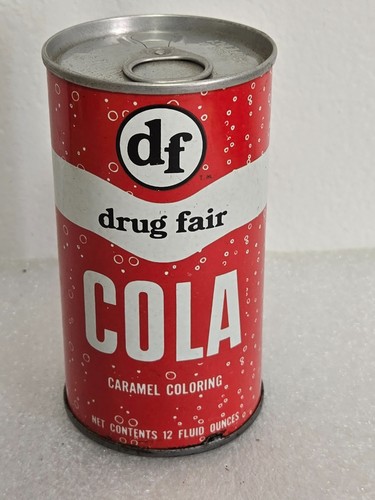 df
T.M.
drug fair
COLA
CARAMEL COLORING
NET CONTENTS 12 FLUID OUNCES